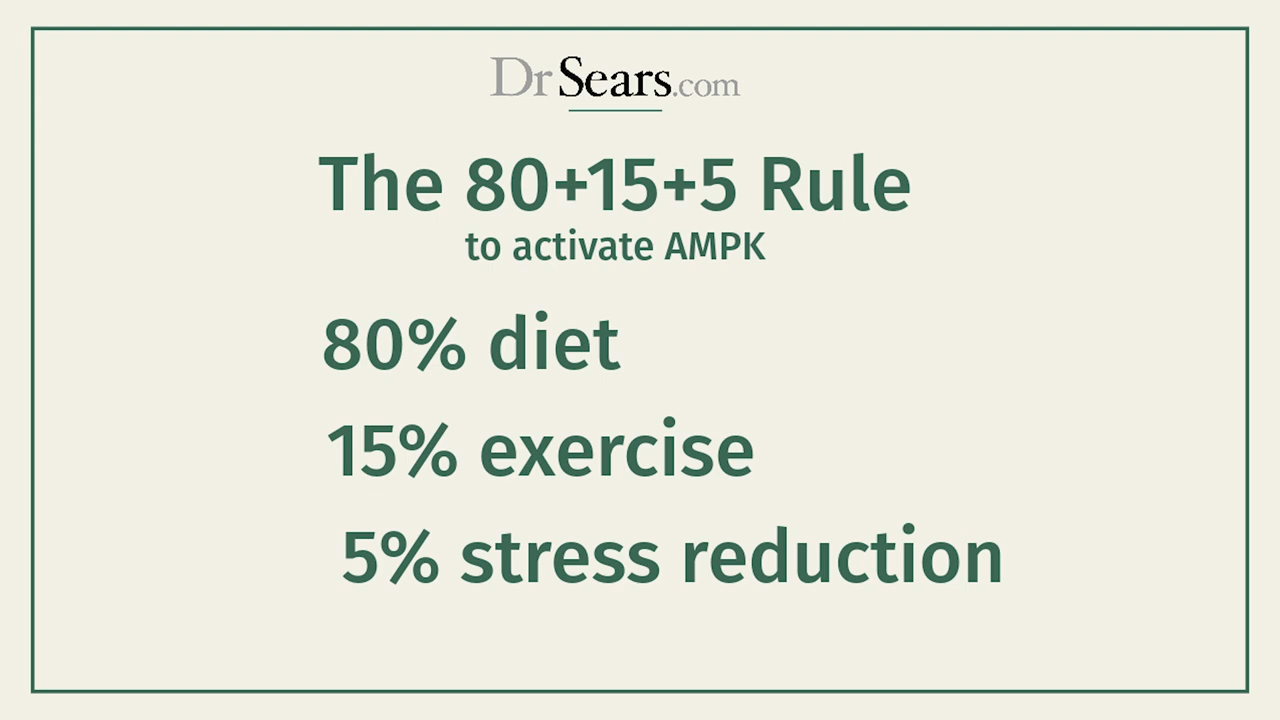 DrSears.com
The 80+15+5 Rule
to activate AMPK
80% diet
15% exercise
5% stress reduction